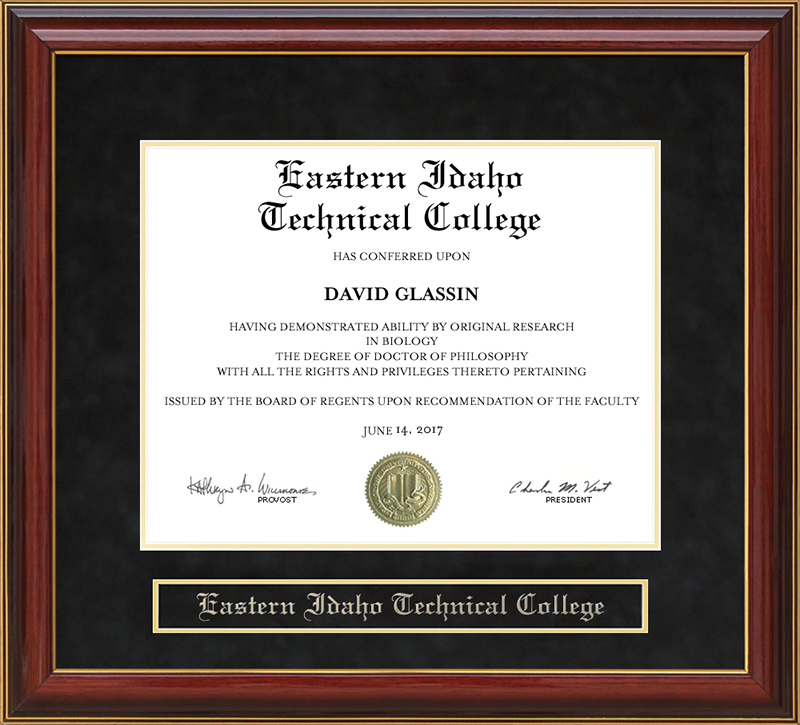 Eastern Idaho
Technical College
HAS CONFERRED UPON
DAVID GLASSIN
HAVING DEMONSTRATED ABILITY BY ORIGINAL RESEARCH
IN BIOLOGY
THE DEGREE OF DOCTOR OF PHILOSOPHY
WITH ALL THE RIGHTS AND PRIVILEGES THERETO PERTAINING
ISSUED BY THE BOARD OF REGENTS UPON RECOMMENDATION OF THE FACULTY
JUNE 14, 2017
PROVOST
Charles M. Vest
PRESIDENT
Eastern Idaho Technical College